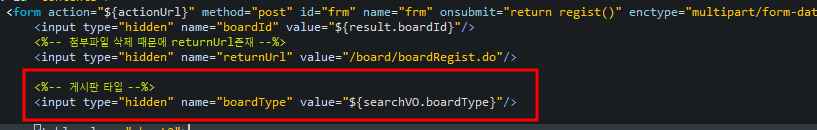 <form action="${actionUrl}" method="post" id="frm" name="frm" onsubmit="return regist()" enctype="multipart/form-dat
<input type="hidden" name="boardId" value="${result.boardId}"/>
<%-- 첨부파일 삭제 때문에 returnUrl존재 --%>
<input type="hidden" name="returnUrl" value="/board/boardRegist.do"/>
<%-- 게시판 타입 --%>
<input type="hidden" name="boardType" value="${searchVO.boardType}"/>